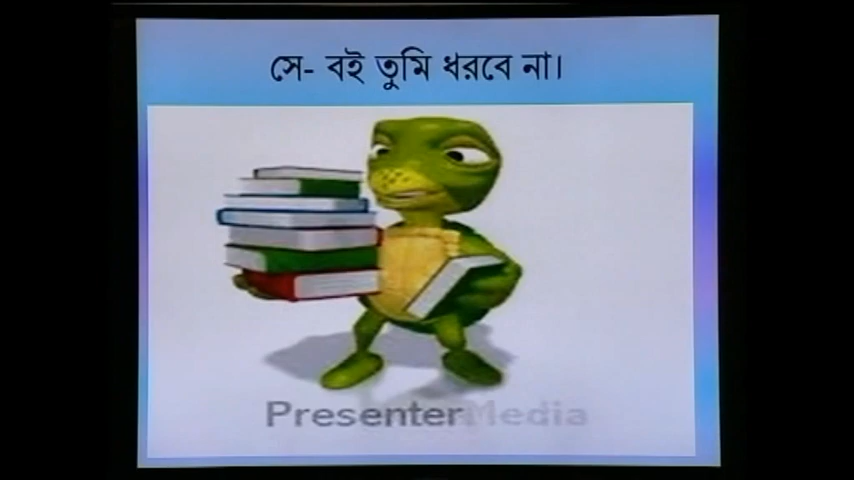 সে- বই তুমি ধরবে না।
PresenterMedia